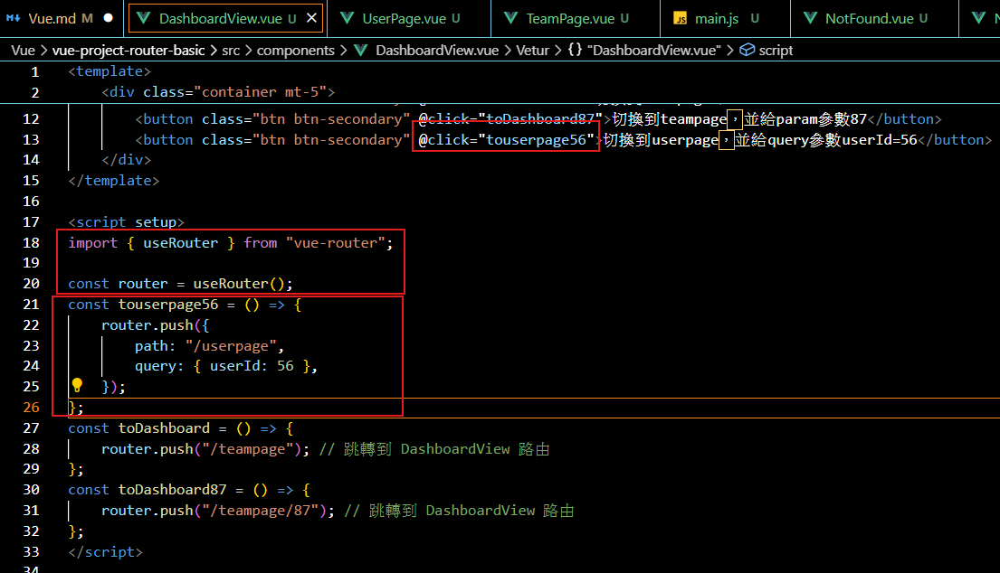 Vue.md M ● DashboardView.vue U × UserPage.vue U TeamPage.vue U JS main.js U NotFound.vue U
Vue > vue-project-router-basic > src > components > DashboardView.vue > Vetur > {} "DashboardView.vue" > script
1 <template>
2 <div class="container mt-5">
12 <button class="btn btn-secondary" @click="toDashboard87">切換到teampage，並給param參數87</button>
13 <button class="btn btn-secondary" @click="touserpage56">切換到userpage，並給query參數userId=56</button>
14 </div>
15 </template>
16
17 <script setup>
18 import { useRouter } from "vue-router";
19
20 const router = useRouter();
21 const touserpage56 = () => {
22 router.push({
23 path: "/userpage",
24 query: { userId: 56 },
25 });
26 };
27 const toDashboard = () => {
28 router.push("/teampage"); // 跳轉到 DashboardView 路由
29 };
30 const toDashboard87 = () => {
31 router.push("/teampage/87"); // 跳轉到 DashboardView 路由
32 };
33 </script>
34